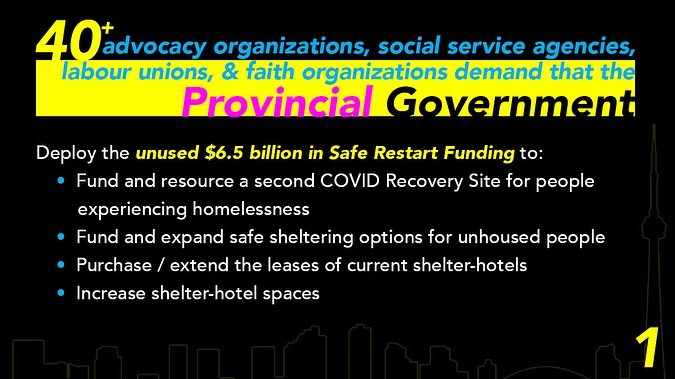 40+ advocacy organizations, social service agencies,
labour unions, & faith organizations demand that the
Provincial Government
Deploy the unused $6.5 billion in Safe Restart Funding to:
• Fund and resource a second COVID Recovery Site for people
experiencing homelessness
• Fund and expand safe sheltering options for unhoused people
• Purchase / extend the leases of current shelter-hotels
• Increase shelter-hotel spaces
1